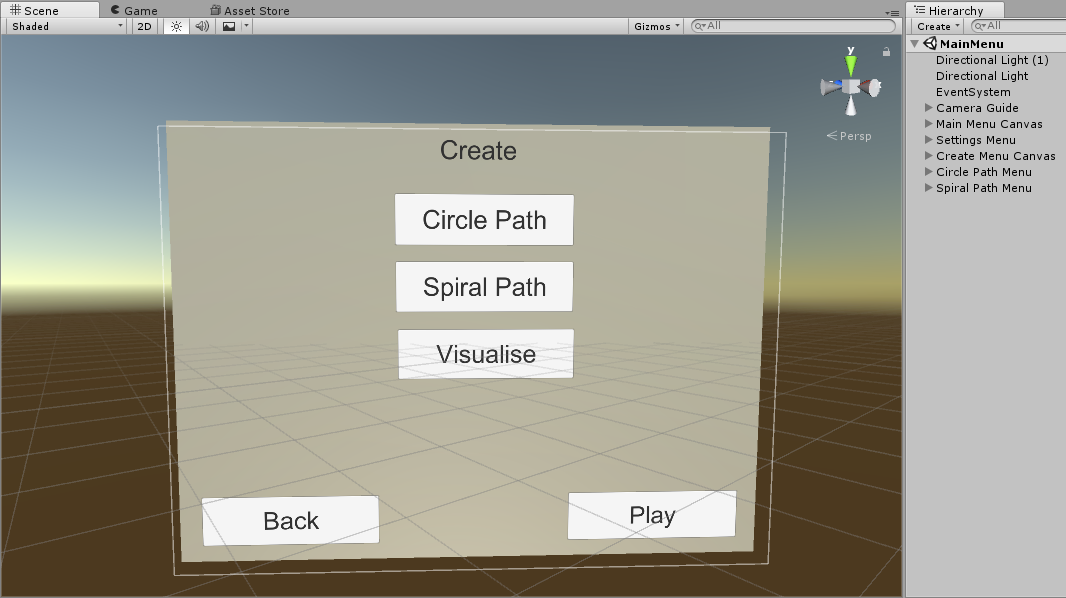 Scene Game Asset Store Hierarchy
Shaded 2D Gizmos All Create All
MainMenu
Directional Light (1)
Directional Light
EventSystem
Camera Guide
Main Menu Canvas
Settings Menu
Create Menu Canvas
Circle Path Menu
Spiral Path Menu
y
Persp
Create
Circle Path
Spiral Path
Visualise
Back Play